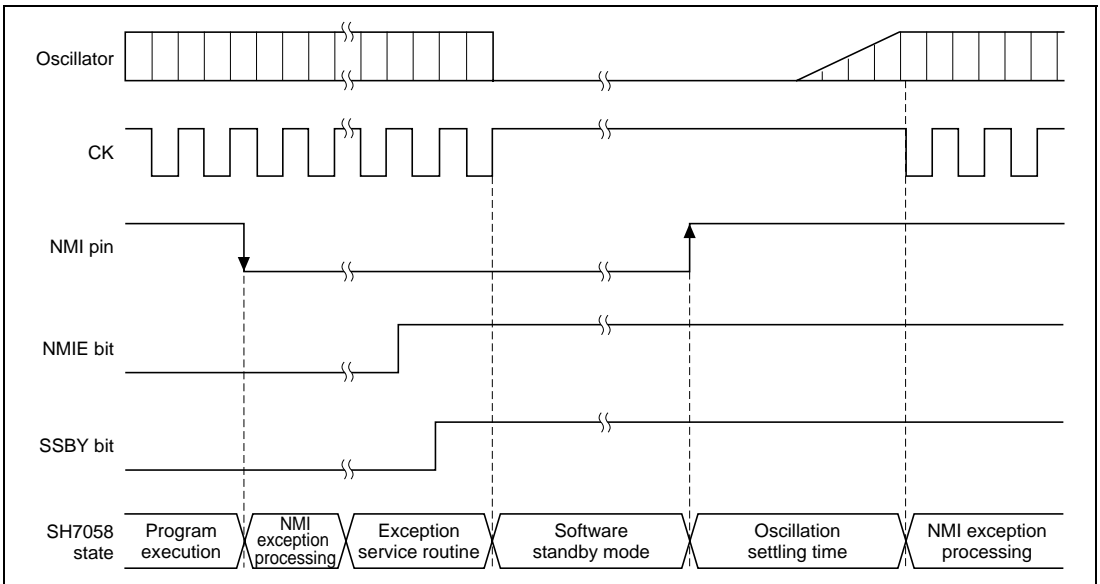 Oscillator
CK
NMI pin
NMIE bit
SSBY bit
SH7058
state
Program
execution
NMI
exception
processing
Exception
service routine
Software
standby mode
Oscillation
settling time
NMI exception
processing